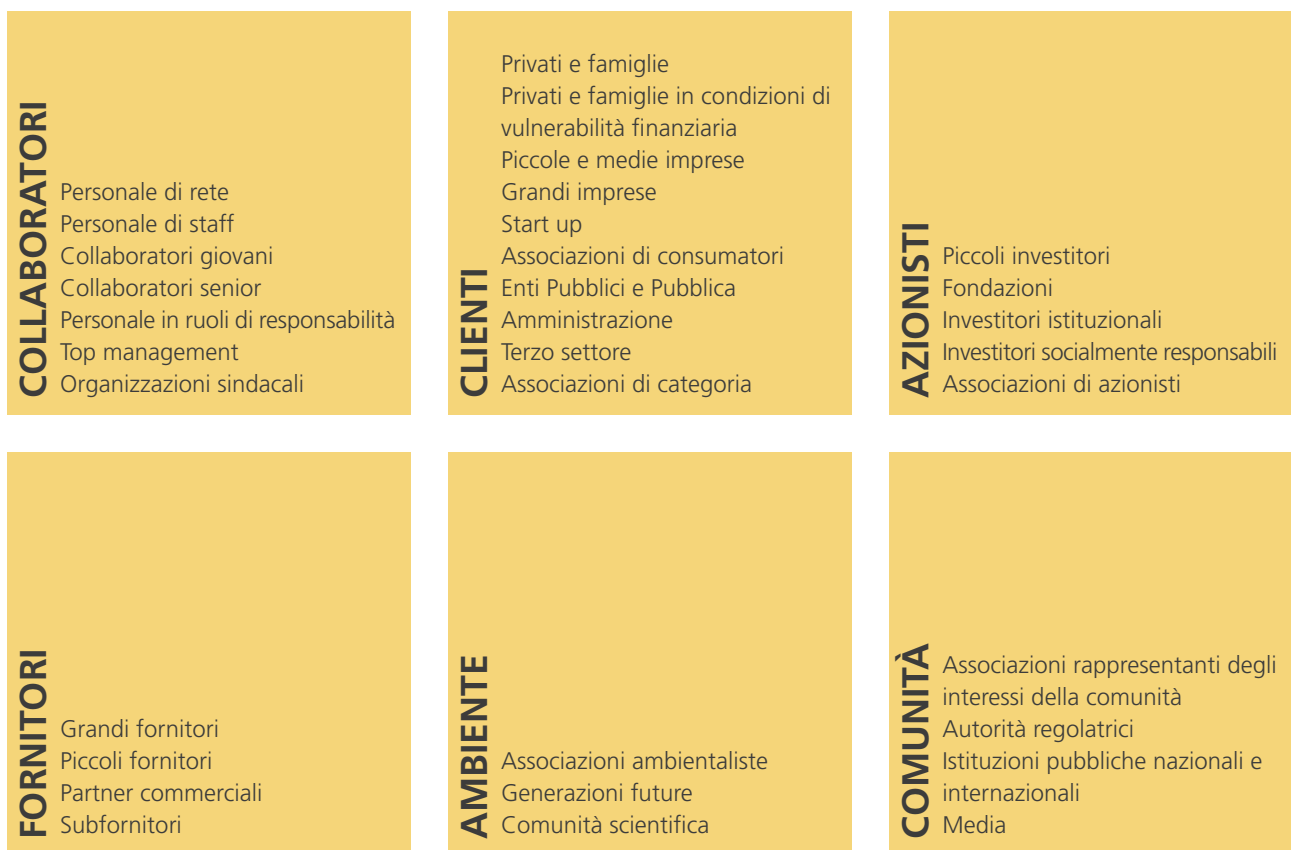 COLLABORATORI
Personale di rete
Personale di staff
Collaboratori giovani
Collaboratori senior
Personale in ruoli di responsabilità
Top management
Organizzazioni sindacali
CLIENTI
Privati e famiglie
Privati e famiglie in condizioni di
vulnerabilità finanziaria
Piccole e medie imprese
Grandi imprese
Start up
Associazioni di consumatori
Enti Pubblici e Pubblica
Amministrazione
Terzo settore
Associazioni di categoria
AZIONISTI
Piccoli investitori
Fondazioni
Investitori istituzionali
Investitori socialmente responsabili
Associazioni di azionisti
FORNITORI
Grandi fornitori
Piccoli fornitori
Partner commerciali
Subfornitori
AMBIENTE
Associazioni ambientaliste
Generazioni future
Comunità scientifica
COMUNITÀ
Associazioni rappresentanti degli
interessi della comunità
Autorità regolatrici
Istituzioni pubbliche nazionali e
internazionali
Media